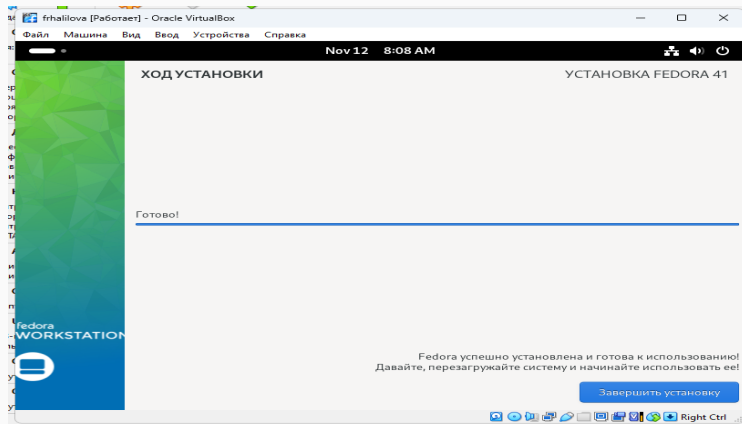 frhalilova [Работает] - Oracle VirtualBox
Файл Машина Вид Ввод Устройства Справка
Nov 12 8:08 AM
ХОД УСТАНОВКИ
УСТАНОВКА FEDORA 41
Готово!
fedora
WORKSTATION
Fedora успешно установлена и готова к использованию!
Давайте, перезагружайте систему и начинайте использовать ее!
Завершить установку
Right Ctrl